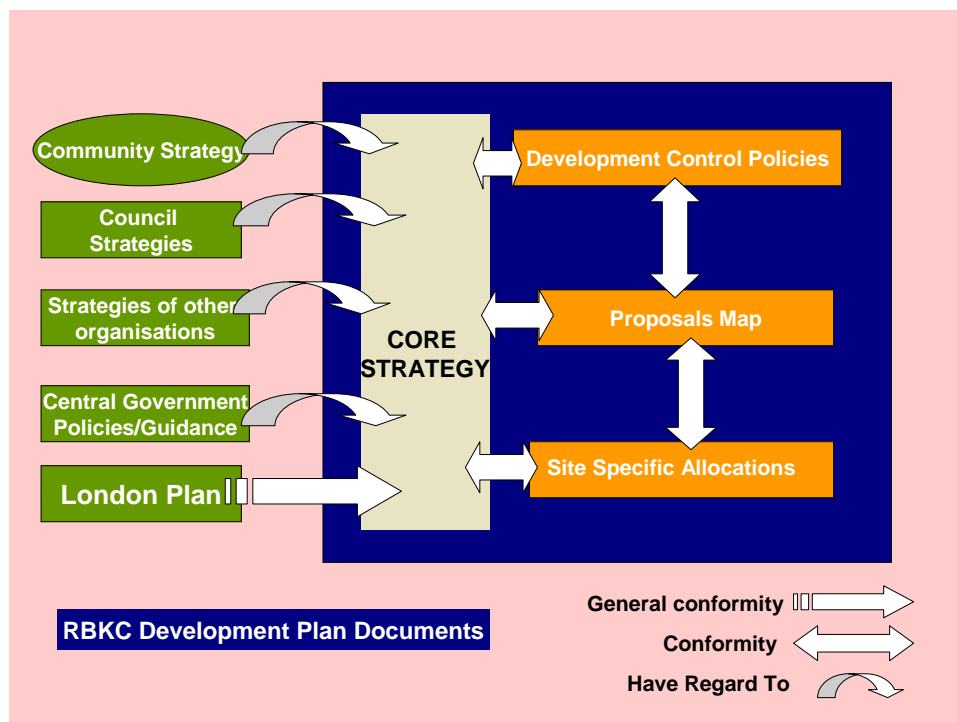 Community Strategy
Council
Strategies
Strategies of other
organisations
Central Government
Policies/Guidance
London Plan
CORE
STRATEGY
Development Control Policies
Proposals Map
Site Specific Allocations
RBKC Development Plan Documents
General conformity
Conformity
Have Regard To